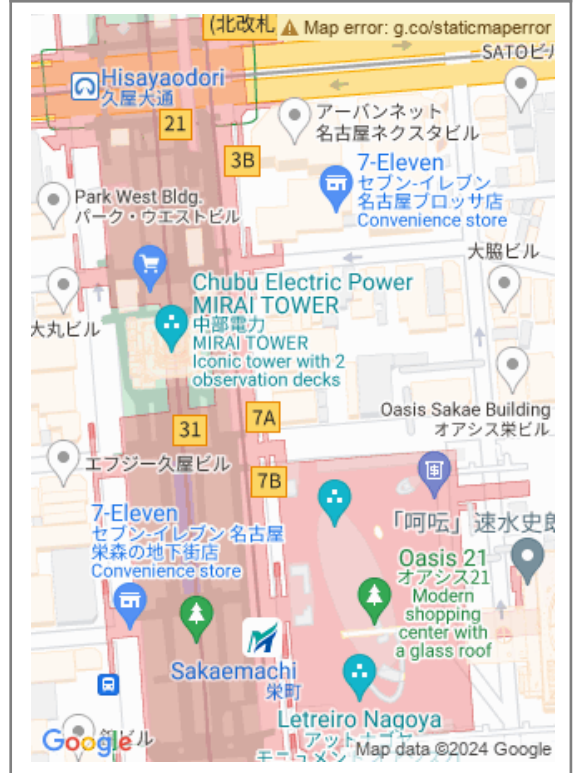 (北改札
Map error: g.co/staticmaperror
SATOビル
Hisayaodori
久屋大通
21
アーバンネット
名古屋ネクスタビル
3B
7-Eleven
セブン-イレブン
名古屋ブロッサ店
Convenience store
Park West Bldg.
パーク・ウエストビル
大脇ビル
Chubu Electric Power
MIRAI TOWER
中部電力
MIRAI TOWER
Iconic tower with 2
observation decks
大丸ビル
31
7A
Oasis Sakae Building
オアシス栄ビル
エフジー久屋ビル
7B
7-Eleven
セブン-イレブン 名古屋
栄森の地下街店
Convenience store
「呵呍」速水史朗
Oasis 21
オアシス21
Modern
shopping
center with
a glass roof
Sakaemachi
栄町
Letreiro Nagoya
アットナゴヤ
Google
ビル
Map data ©2024 Google